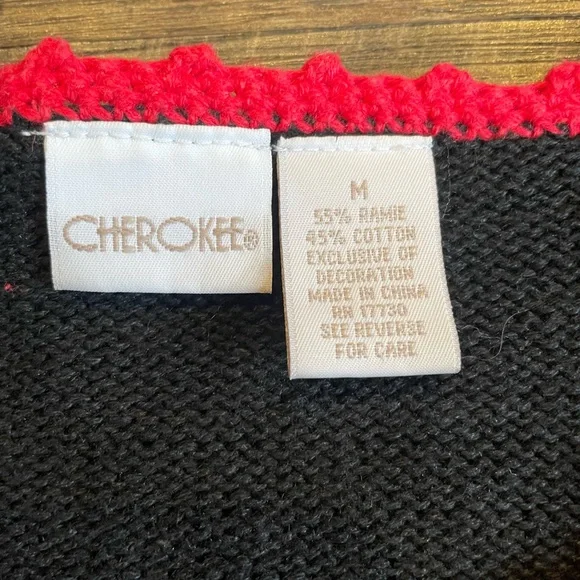 CHEROKEE®
M
55% RAMIE
45% COTTON
EXCLUSIVE OF
DECORATION
MADE IN CHINA
RN 17730
SEE REVERSE
FOR CARE